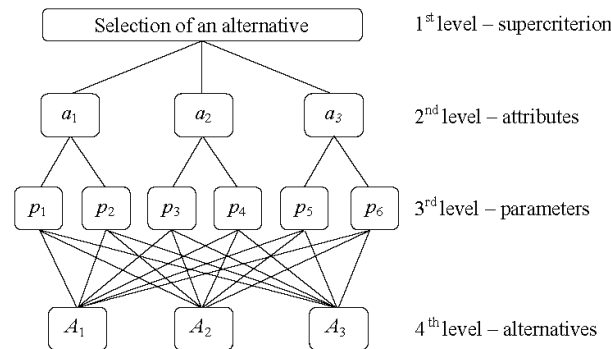 Selection of an alternative 1st level – supercriterion
a1 a2 a3 2nd level – attributes
p1 p2 p3 p4 p5 p6 3rd level – parameters
A1 A2 A3 4th level – alternatives